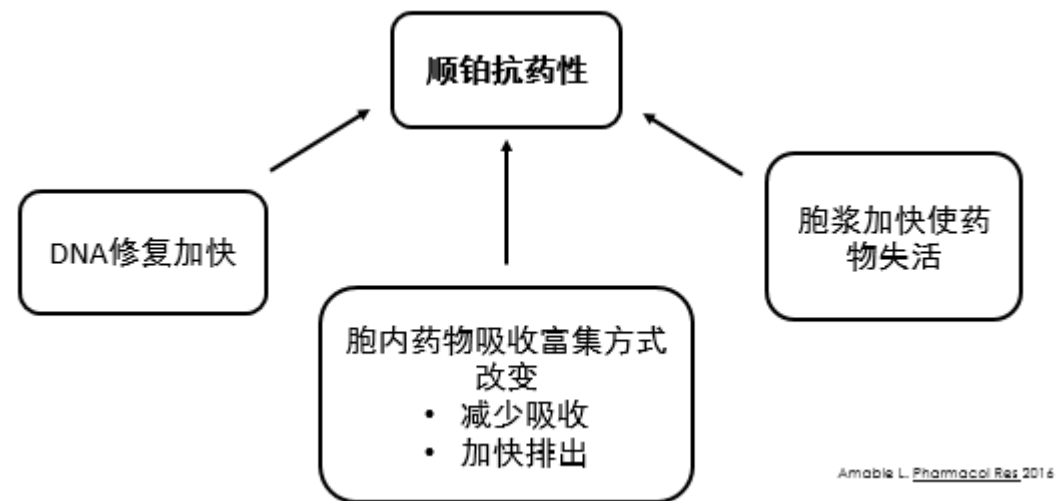 顺铂抗药性
DNA修复加快
胞浆加快使药
物失活
胞内药物吸收富集方式
改变
• 减少吸收
• 加快排出
Amable L. Pharmacol Res 2016